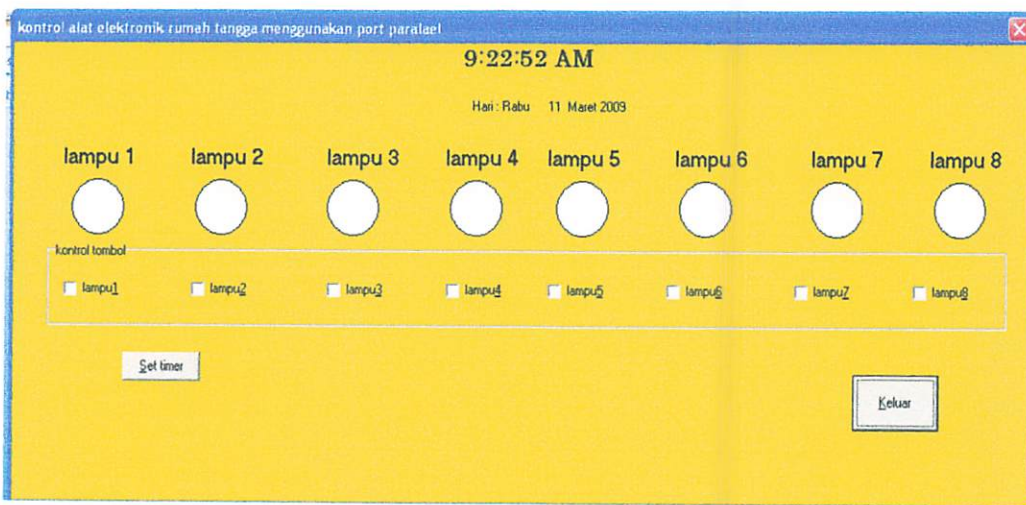 kontrol alat elektronik rumah tangga menggunakan port paralael
9:22:52 AM
Hari : Rabu 11 Maret 2009
lampu 1 lampu 2 lampu 3 lampu 4 lampu 5 lampu 6 lampu 7 lampu 8
kontrol tombol
lampu1 lampu2 lampu3 lampu4 lampu5 lampu6 lampu7 lampu8
Set timer
Keluar